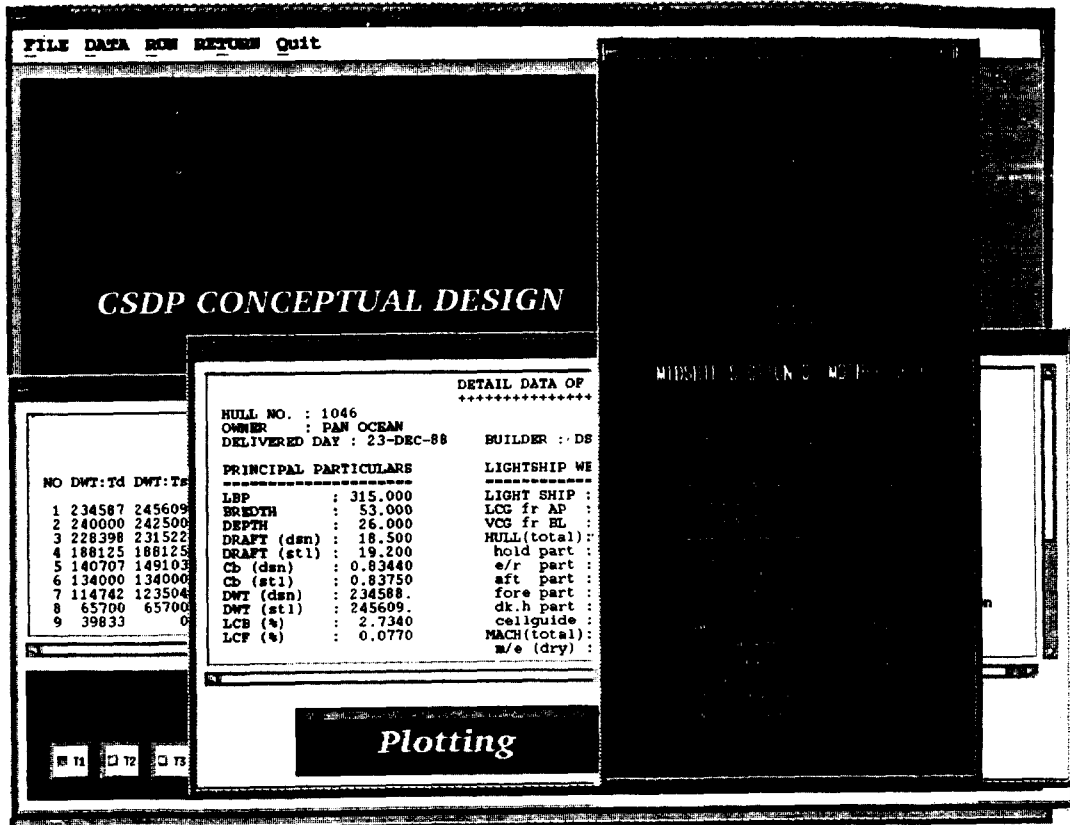 FILE DATA RUN RETURN Quit
CSDP CONCEPTUAL DESIGN
NO DWT:Td DWT:Ts
1 234587 245609
2 240000 242500
3 228398 231522
4 188125 188125
5 140707 149103
6 134000 134000
7 114742 123504
8 65700 65700
9 39833 0
T1 T2 T3
DETAIL DATA OF
+++++++++++++++
HULL NO. : 1046
OWNER : PAN OCEAN
DELIVERED DAY : 23-DEC-88 BUILDER : DS
PRINCIPAL PARTICULARS LIGHTSHIP WE
LBP : 315.000 LIGHT SHIP :
BREDTH : 53.000 LCG fr AP :
DEPTH : 26.000 VCG fr BL :
DRAFT (dsn) : 18.500 HULL(total):
DRAFT (stl) : 19.200 hold part :
Cb (dsn) : 0.83440 e/r part :
Cb (stl) : 0.83750 aft part :
DWT (dsn) : 234588. fore part :
DWT (stl) : 245609. dk.h part :
LCB (%) : 2.7340 cellguide :
LCF (%) : 0.0770 MACH(total):
m/e (dry) :
Plotting